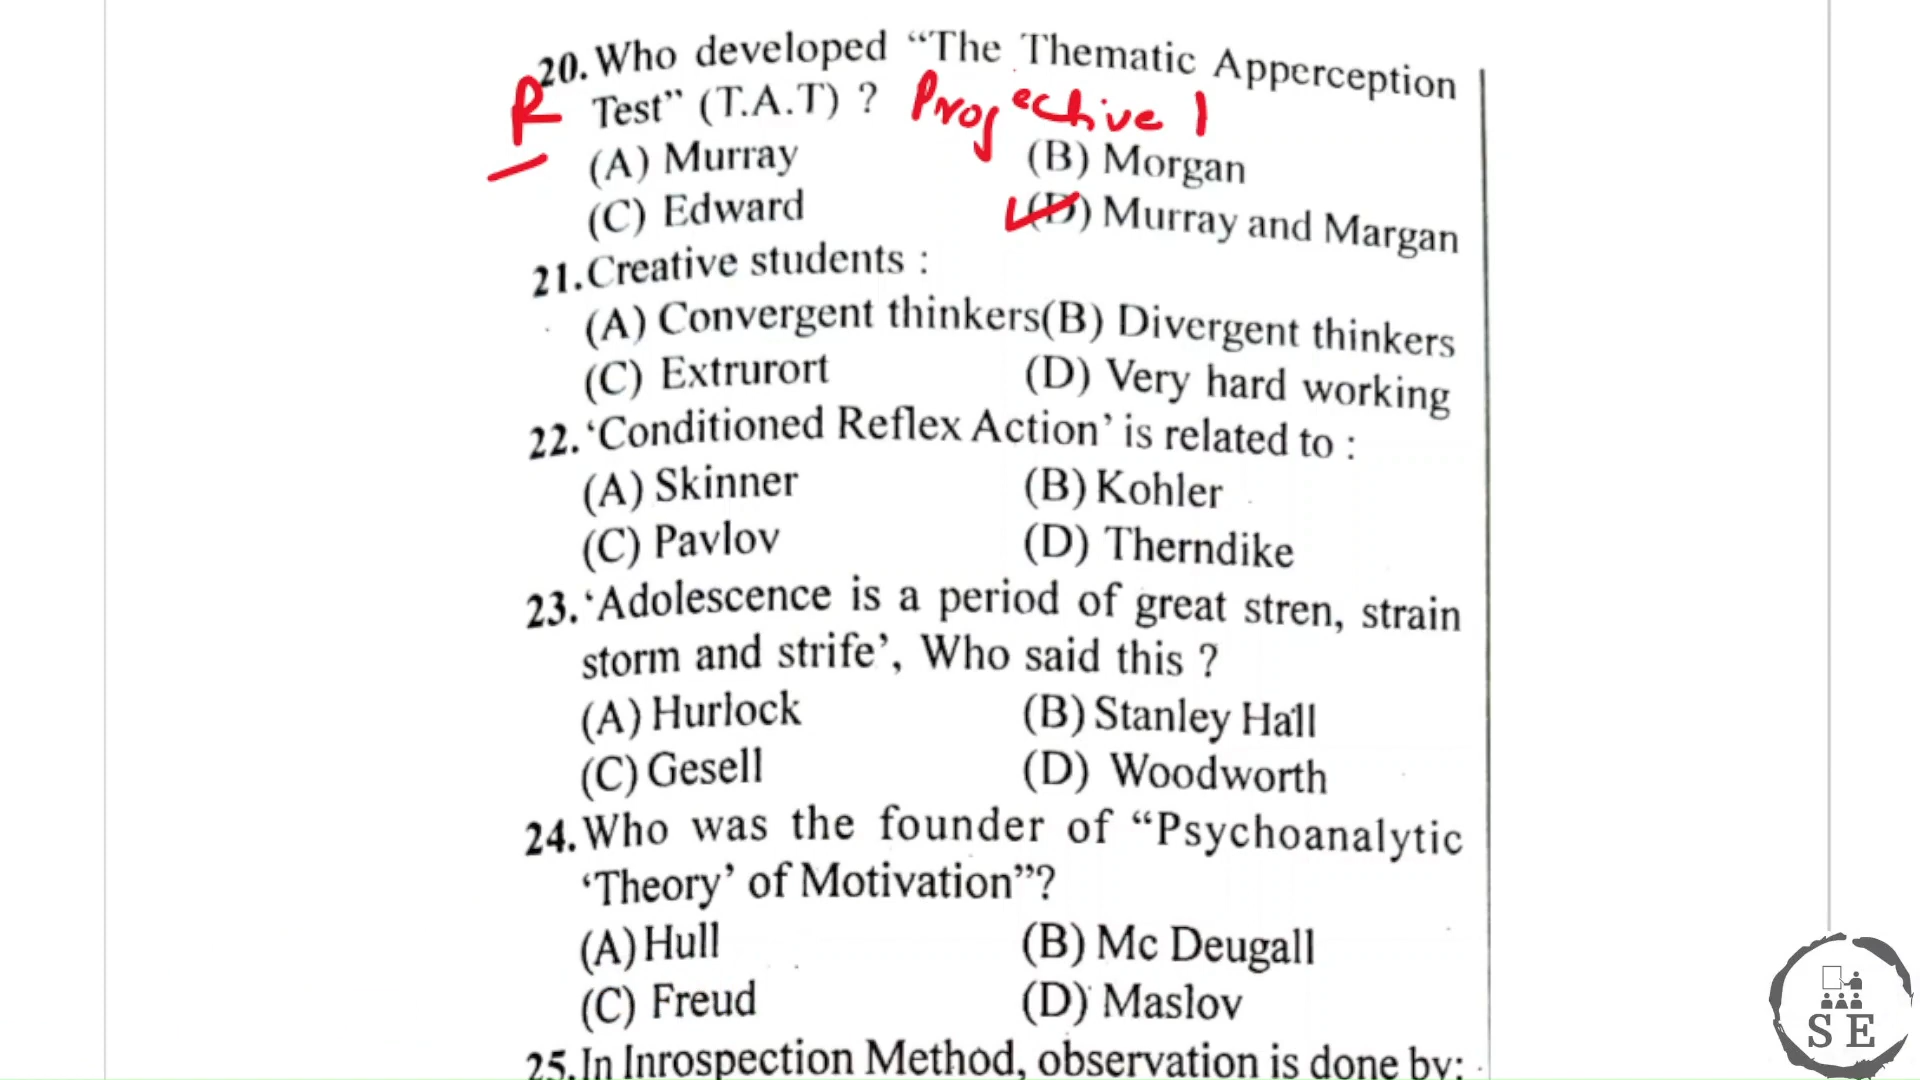 20. Who developed “The Thematic Apperception
R Test” (T.A.T) ? Projective 1
(A) Murray (B) Morgan
(C) Edward (D) Murray and Margan
21. Creative students :
(A) Convergent thinkers (B) Divergent thinkers
(C) Extrurort (D) Very hard working
22. ‘Conditioned Reflex Action’ is related to :
(A) Skinner (B) Kohler
(C) Pavlov (D) Therndike
23. ‘Adolescence is a period of great stren, strain
storm and strife’, Who said this ?
(A) Hurlock (B) Stanley Hall
(C) Gesell (D) Woodworth
24. Who was the founder of “Psychoanalytic
‘Theory’ of Motivation”?
(A) Hull (B) Mc Deugall
(C) Freud (D) Maslov
25. In Inrospection Method, observation is done by:
S E